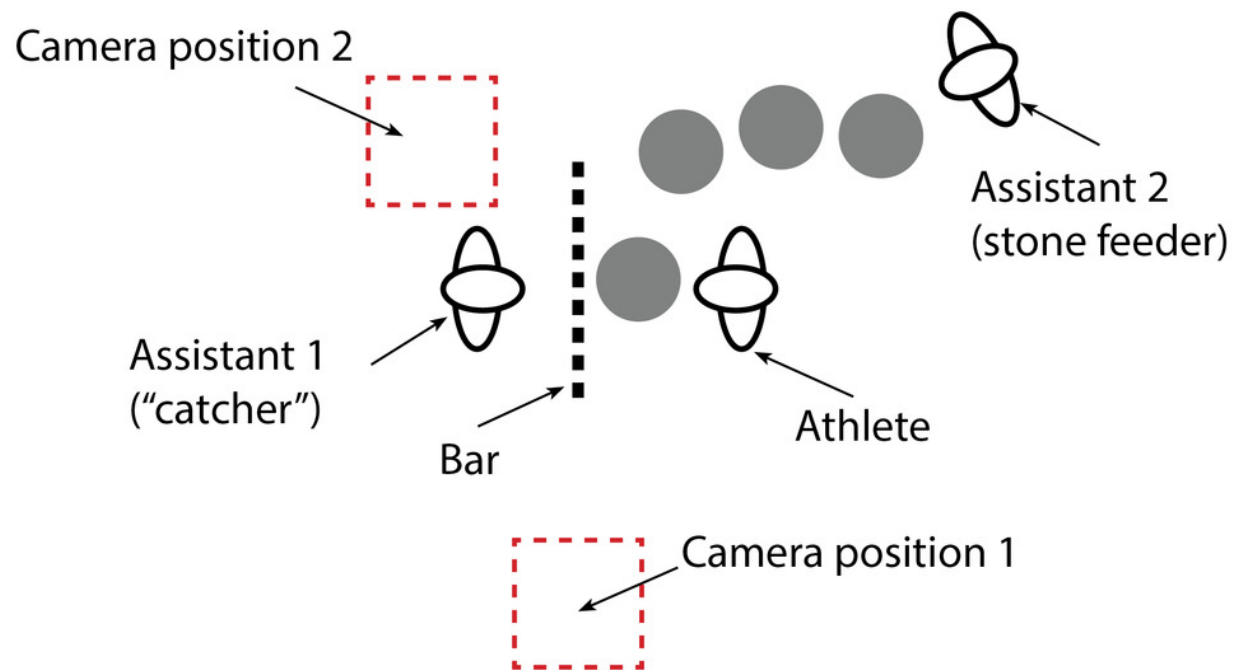 Camera position 2
Assistant 2
(stone feeder)
Assistant 1
(“catcher”)
Bar
Athlete
Camera position 1